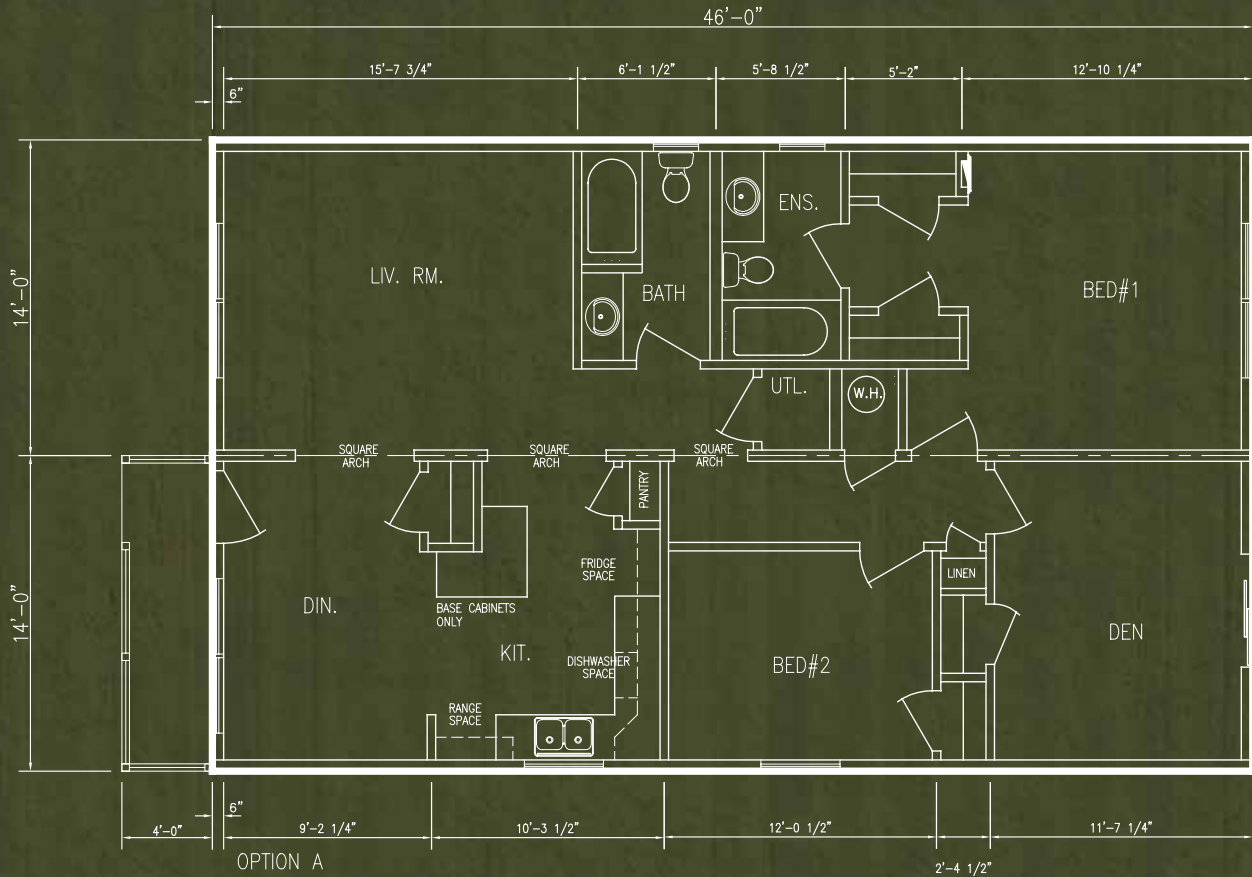 46'-0"
15'-7 3/4"
6'-1 1/2"
5'-8 1/2"
5'-2"
12'-10 1/4"
6"
14'-0"
LIV. RM.
BATH
ENS.
BED#1
UTL.
W.H.
SQUARE
ARCH
SQUARE
ARCH
SQUARE
ARCH
PANTRY
14'-0"
DIN.
BASE CABINETS
ONLY
KIT.
FRIDGE
SPACE
DISHWASHER
SPACE
RANGE
SPACE
BED#2
LINEN
DEN
4'-0"
6"
9'-2 1/4"
10'-3 1/2"
12'-0 1/2"
2'-4 1/2"
11'-7 1/4"
OPTION A